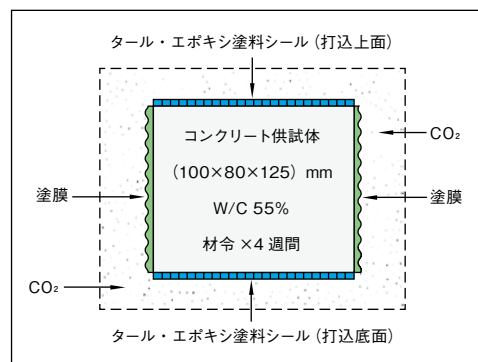 タール・エポキシ塗料シール（打込上面）
コンクリート供試体
CO₂
(100×80×125) mm
塗膜
W/C 55%
塗膜
材令 ×4 週間
CO₂
タール・エポキシ塗料シール（打込底面）